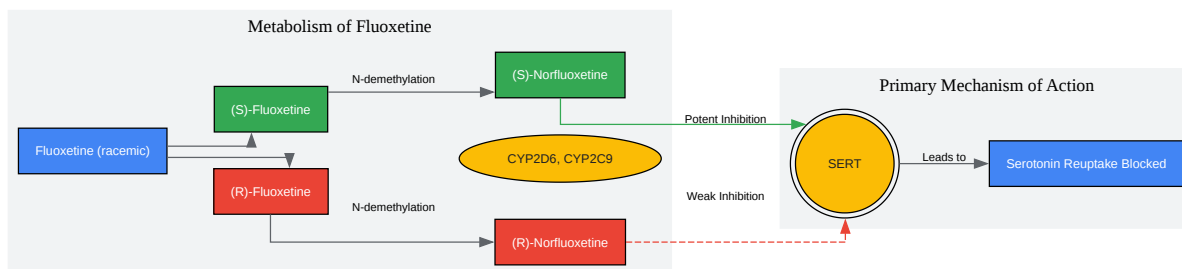 Metabolism of Fluoxetine
N-demethylation
(S)-Norfluoxetine
Primary Mechanism of Action
(S)-Fluoxetine
Potent Inhibition
Fluoxetine (racemic)
CYP2D6, CYP2C9
SERT
Leads to
Serotonin Reuptake Blocked
(R)-Fluoxetine
Weak Inhibition
N-demethylation
(R)-Norfluoxetine